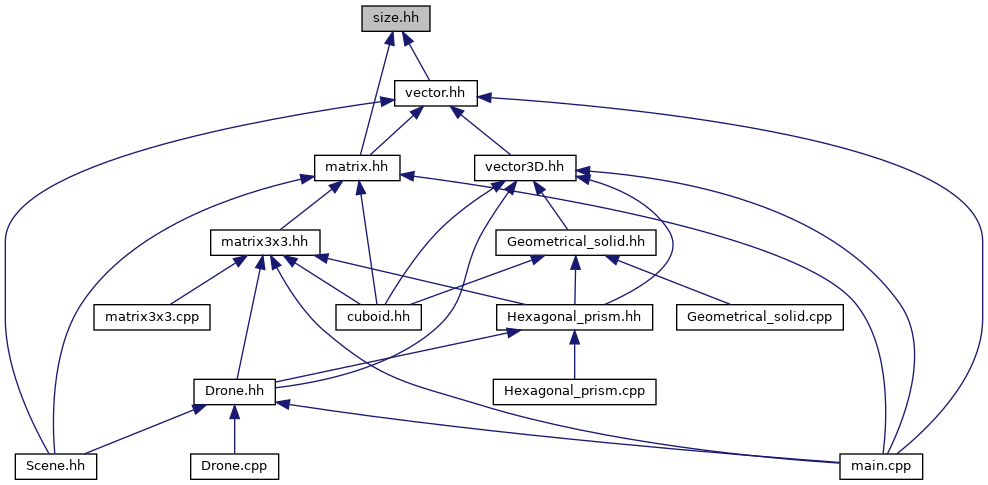 size.hh
vector.hh
matrix.hh
vector3D.hh
matrix3x3.hh
Geometrical_solid.hh
matrix3x3.cpp
cuboid.hh
Hexagonal_prism.hh
Geometrical_solid.cpp
Drone.hh
Hexagonal_prism.cpp
Scene.hh
Drone.cpp
main.cpp